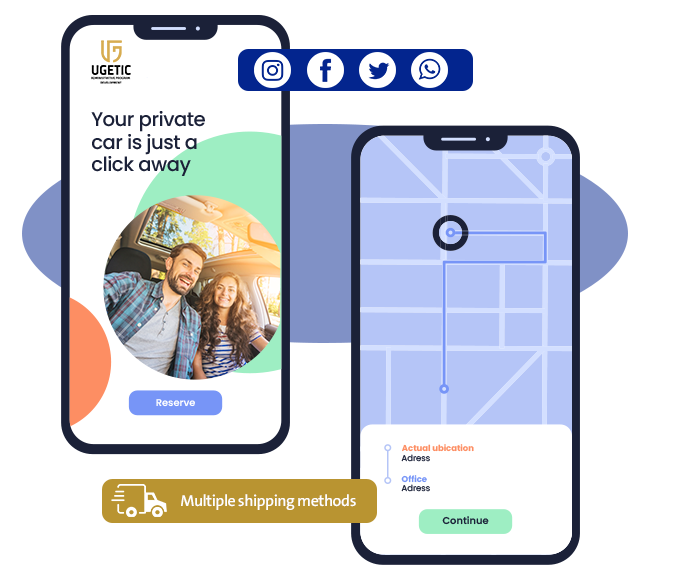 UGETIC
Your private
car is just a
click away
Reserve
Actual ubication
Adress
Office
Adress
Continue
Multiple shipping methods